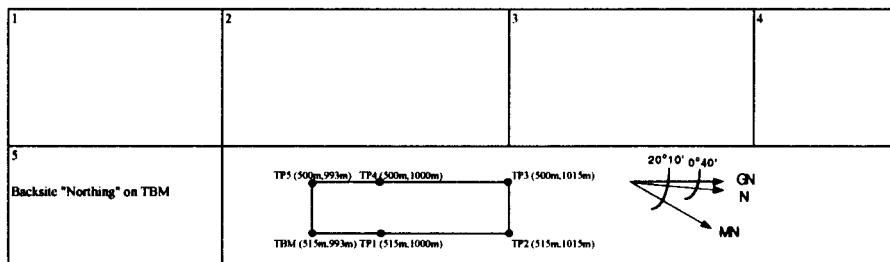 1
2
3
4
5
Backsite "Northing" on TBM
TP5 (500m,993m)
TP4 (500m,1000m)
TP3 (500m,1015m)
TBM (515m,993m)
TP1 (515m,1000m)
TP2 (515m,1015m)
20°10'
0°40'
GN
N
MN